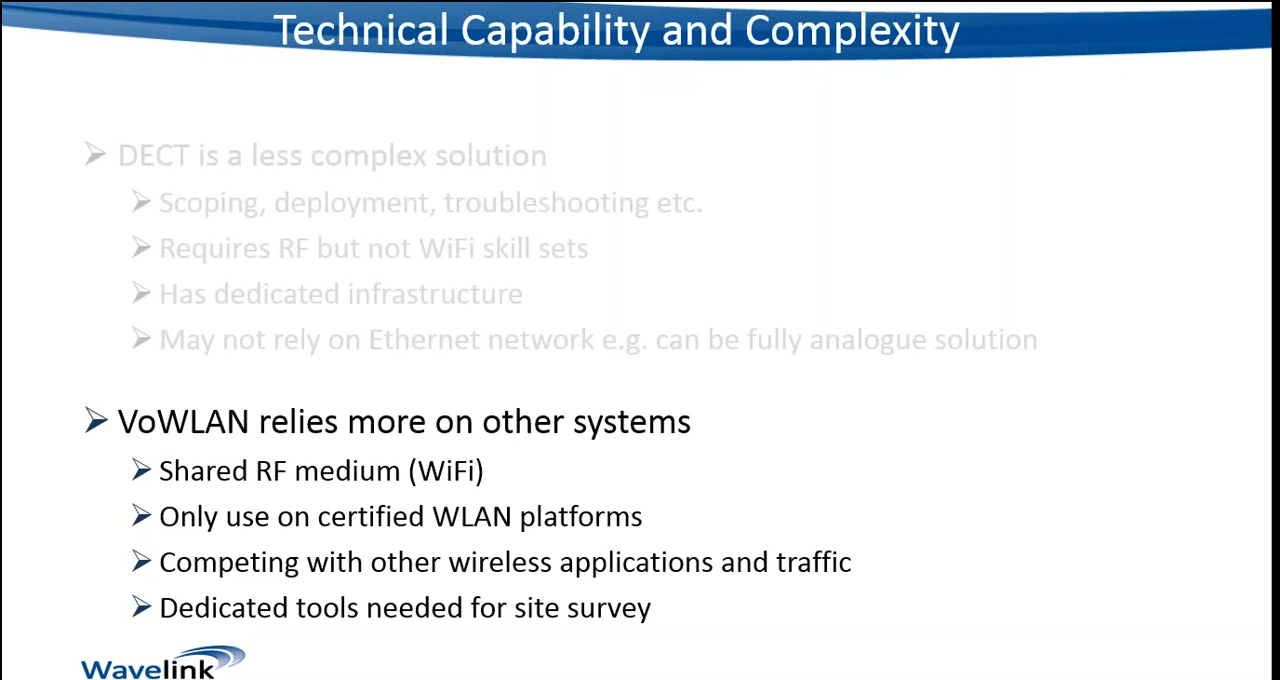 Technical Capability and Complexity
DECT is a less complex solution
Scoping, deployment, troubleshooting etc.
Requires RF but not WiFi skill sets
Has dedicated infrastructure
May not rely on Ethernet network e.g. can be fully analogue solution
VoWLAN relies more on other systems
Shared RF medium (WiFi)
Only use on certified WLAN platforms
Competing with other wireless applications and traffic
Dedicated tools needed for site survey
Wavelink